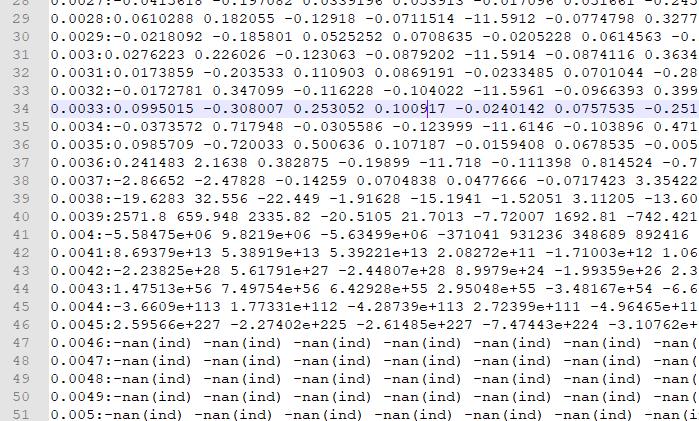 28 0.0027:-0.0413618 -0.197082 0.0339196 0.053913 -0.017096 0.051661 -0.243
29 0.0028:0.0610288 0.182055 -0.12918 -0.0711514 -11.5912 -0.0774798 0.3277
30 0.0029:-0.0218092 -0.185801 0.0525252 0.0708635 -0.0205228 0.0614563 -0.
31 0.003:0.0276223 0.226026 -0.123063 -0.0879202 -11.5914 -0.0874116 0.3634
32 0.0031:0.0173859 -0.203533 0.110903 0.0869191 -0.0233485 0.0701044 -0.28
33 0.0032:-0.0172781 0.347099 -0.116228 -0.104022 -11.5961 -0.0966393 0.399
34 0.0033:0.0995015 -0.308007 0.253052 0.100917 -0.0240142 0.0757535 -0.251
35 0.0034:-0.0373572 0.717948 -0.0305586 -0.123999 -11.6146 -0.103896 0.471
36 0.0035:0.0985709 -0.720033 0.500636 0.107187 -0.0159408 0.0678535 -0.005
37 0.0036:0.241483 2.1638 0.382875 -0.19899 -11.718 -0.111398 0.814524 -0.7
38 0.0037:-2.86652 -2.47828 -0.14259 0.0704838 0.0477666 -0.0717423 3.35422
39 0.0038:-19.6283 32.556 -22.449 -1.91628 -15.1941 -1.52051 3.11205 -13.60
40 0.0039:2571.8 659.948 2335.82 -20.5105 21.7013 -7.72007 1692.81 -742.421
41 0.004:-5.58475e+06 9.8219e+06 -5.63499e+06 -371041 931236 348689 892416
42 0.0041:8.69379e+13 5.38919e+13 5.39221e+13 2.08272e+11 -1.71003e+12 1.06
43 0.0042:-2.23825e+28 5.61791e+27 -2.44807e+28 8.9979e+24 -1.99359e+26 2.3
44 0.0043:1.47513e+56 7.49754e+56 6.42928e+55 2.95048e+55 -3.48167e+54 -6.6
45 0.0044:-3.6609e+113 1.77331e+112 -4.28739e+113 2.72399e+111 -4.96465e+11
46 0.0045:2.59566e+227 -2.27402e+225 -2.61485e+227 -7.47443e+224 -3.10762e+
47 0.0046:-nan(ind) -nan(ind) -nan(ind) -nan(ind) -nan(ind) -nan(ind) -nan(
48 0.0047:-nan(ind) -nan(ind) -nan(ind) -nan(ind) -nan(ind) -nan(ind) -nan(
49 0.0048:-nan(ind) -nan(ind) -nan(ind) -nan(ind) -nan(ind) -nan(ind) -nan(
50 0.0049:-nan(ind) -nan(ind) -nan(ind) -nan(ind) -nan(ind) -nan(ind) -nan(
51 0.005:-nan(ind) -nan(ind) -nan(ind) -nan(ind) -nan(ind) -nan(ind) -nan(i